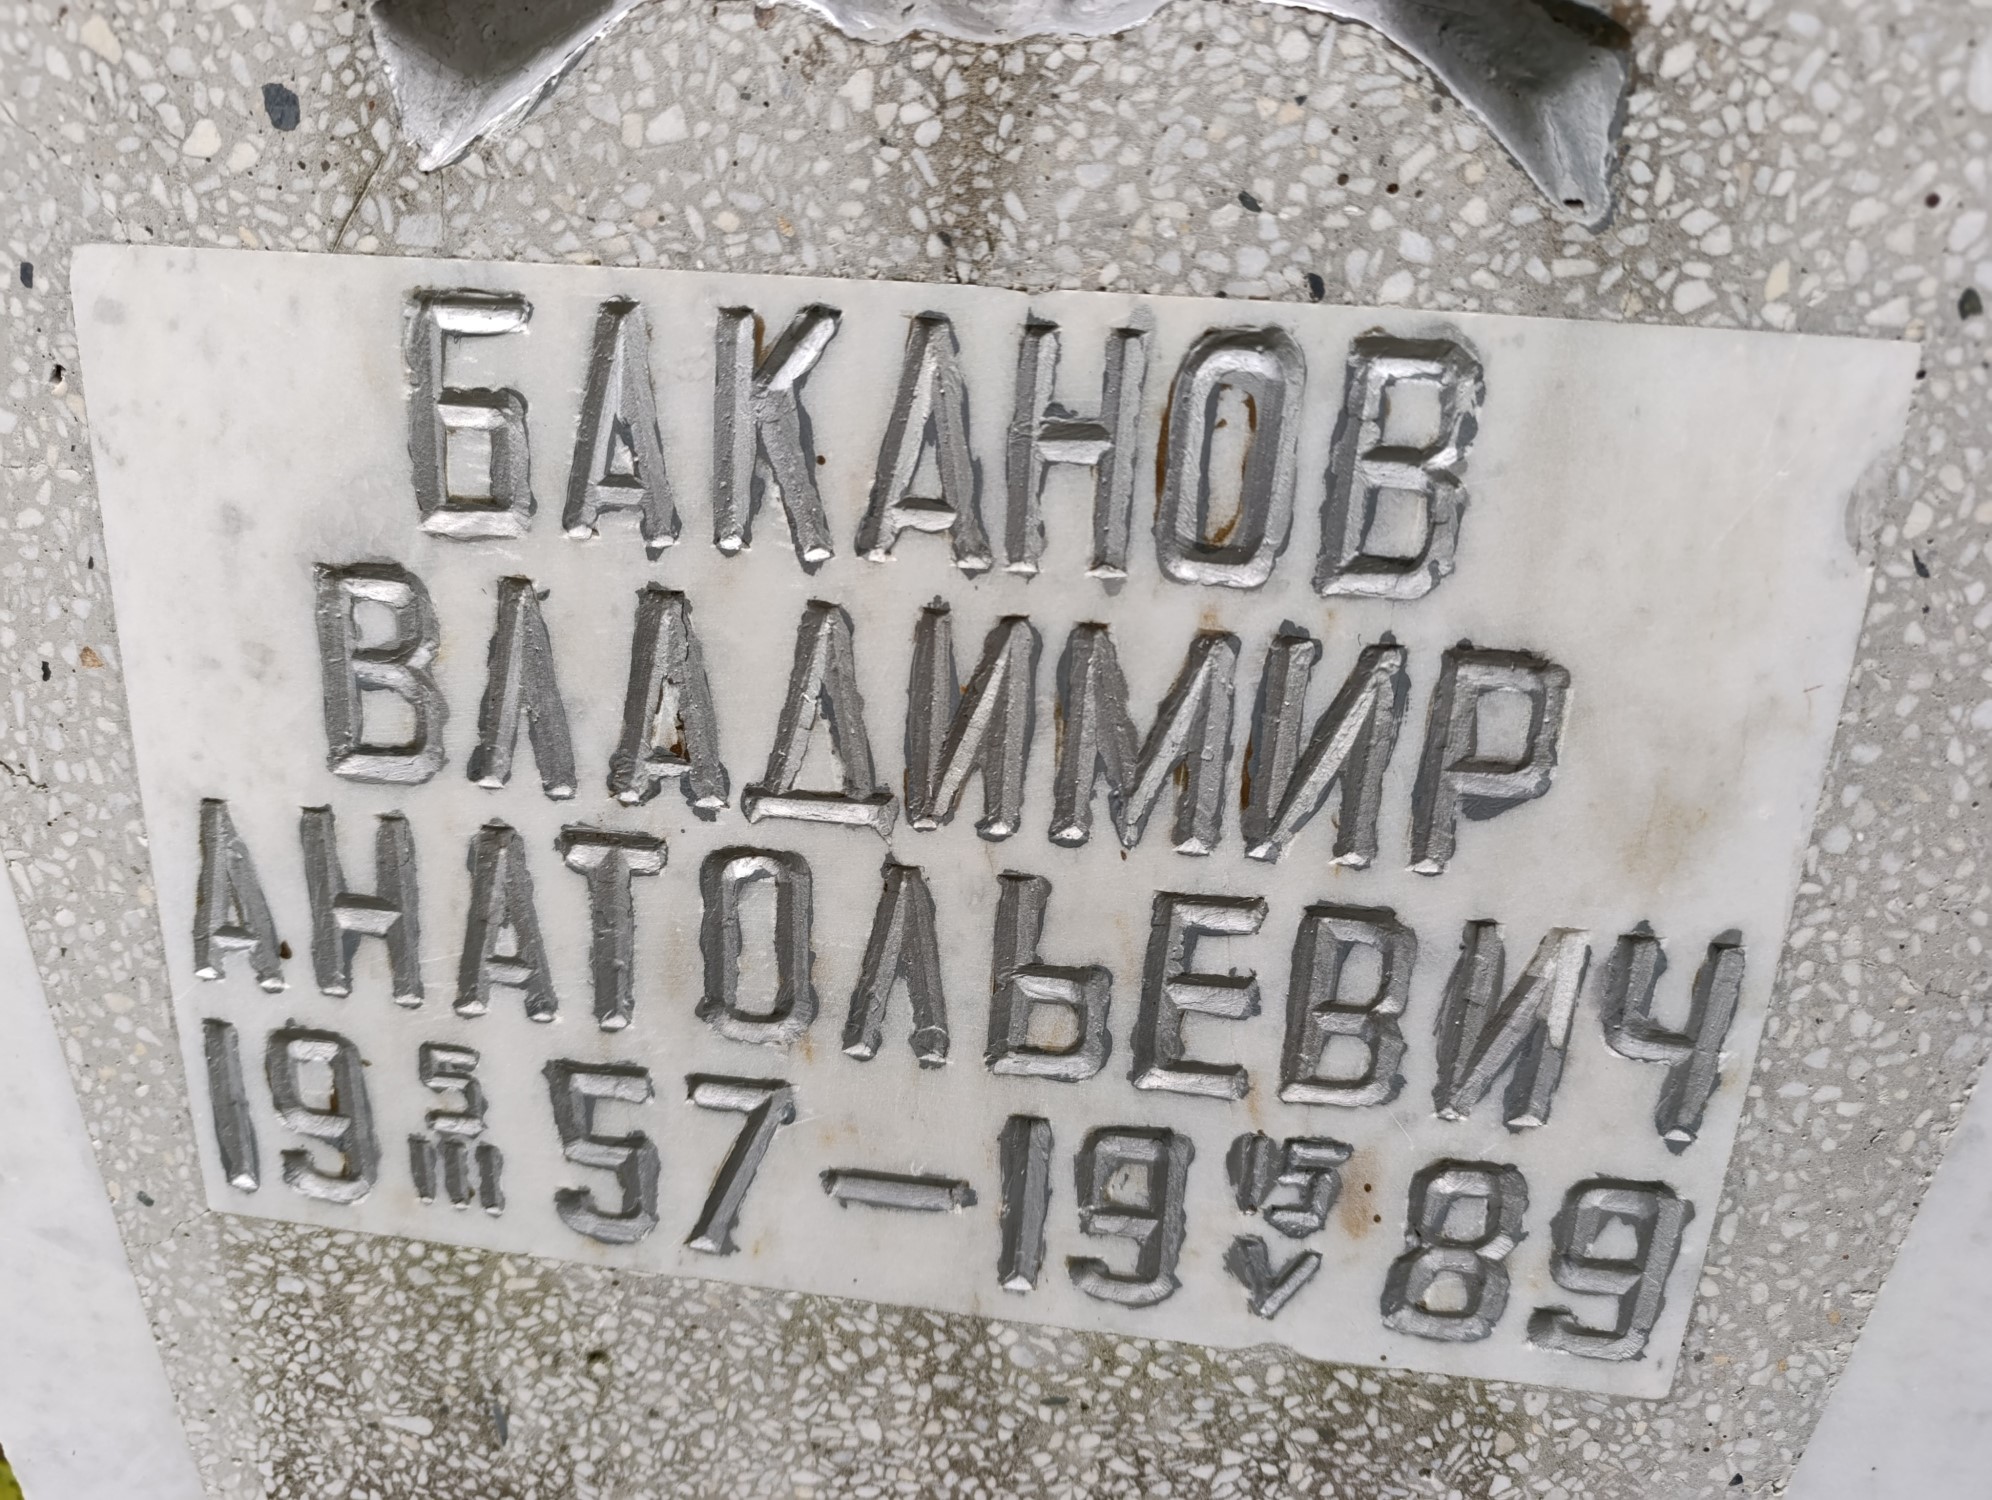 БАКАНОВ
ВЛАДИМИР
АНАТОЛЬЕВИЧ
19 5/III 57 — 19 15/V 89